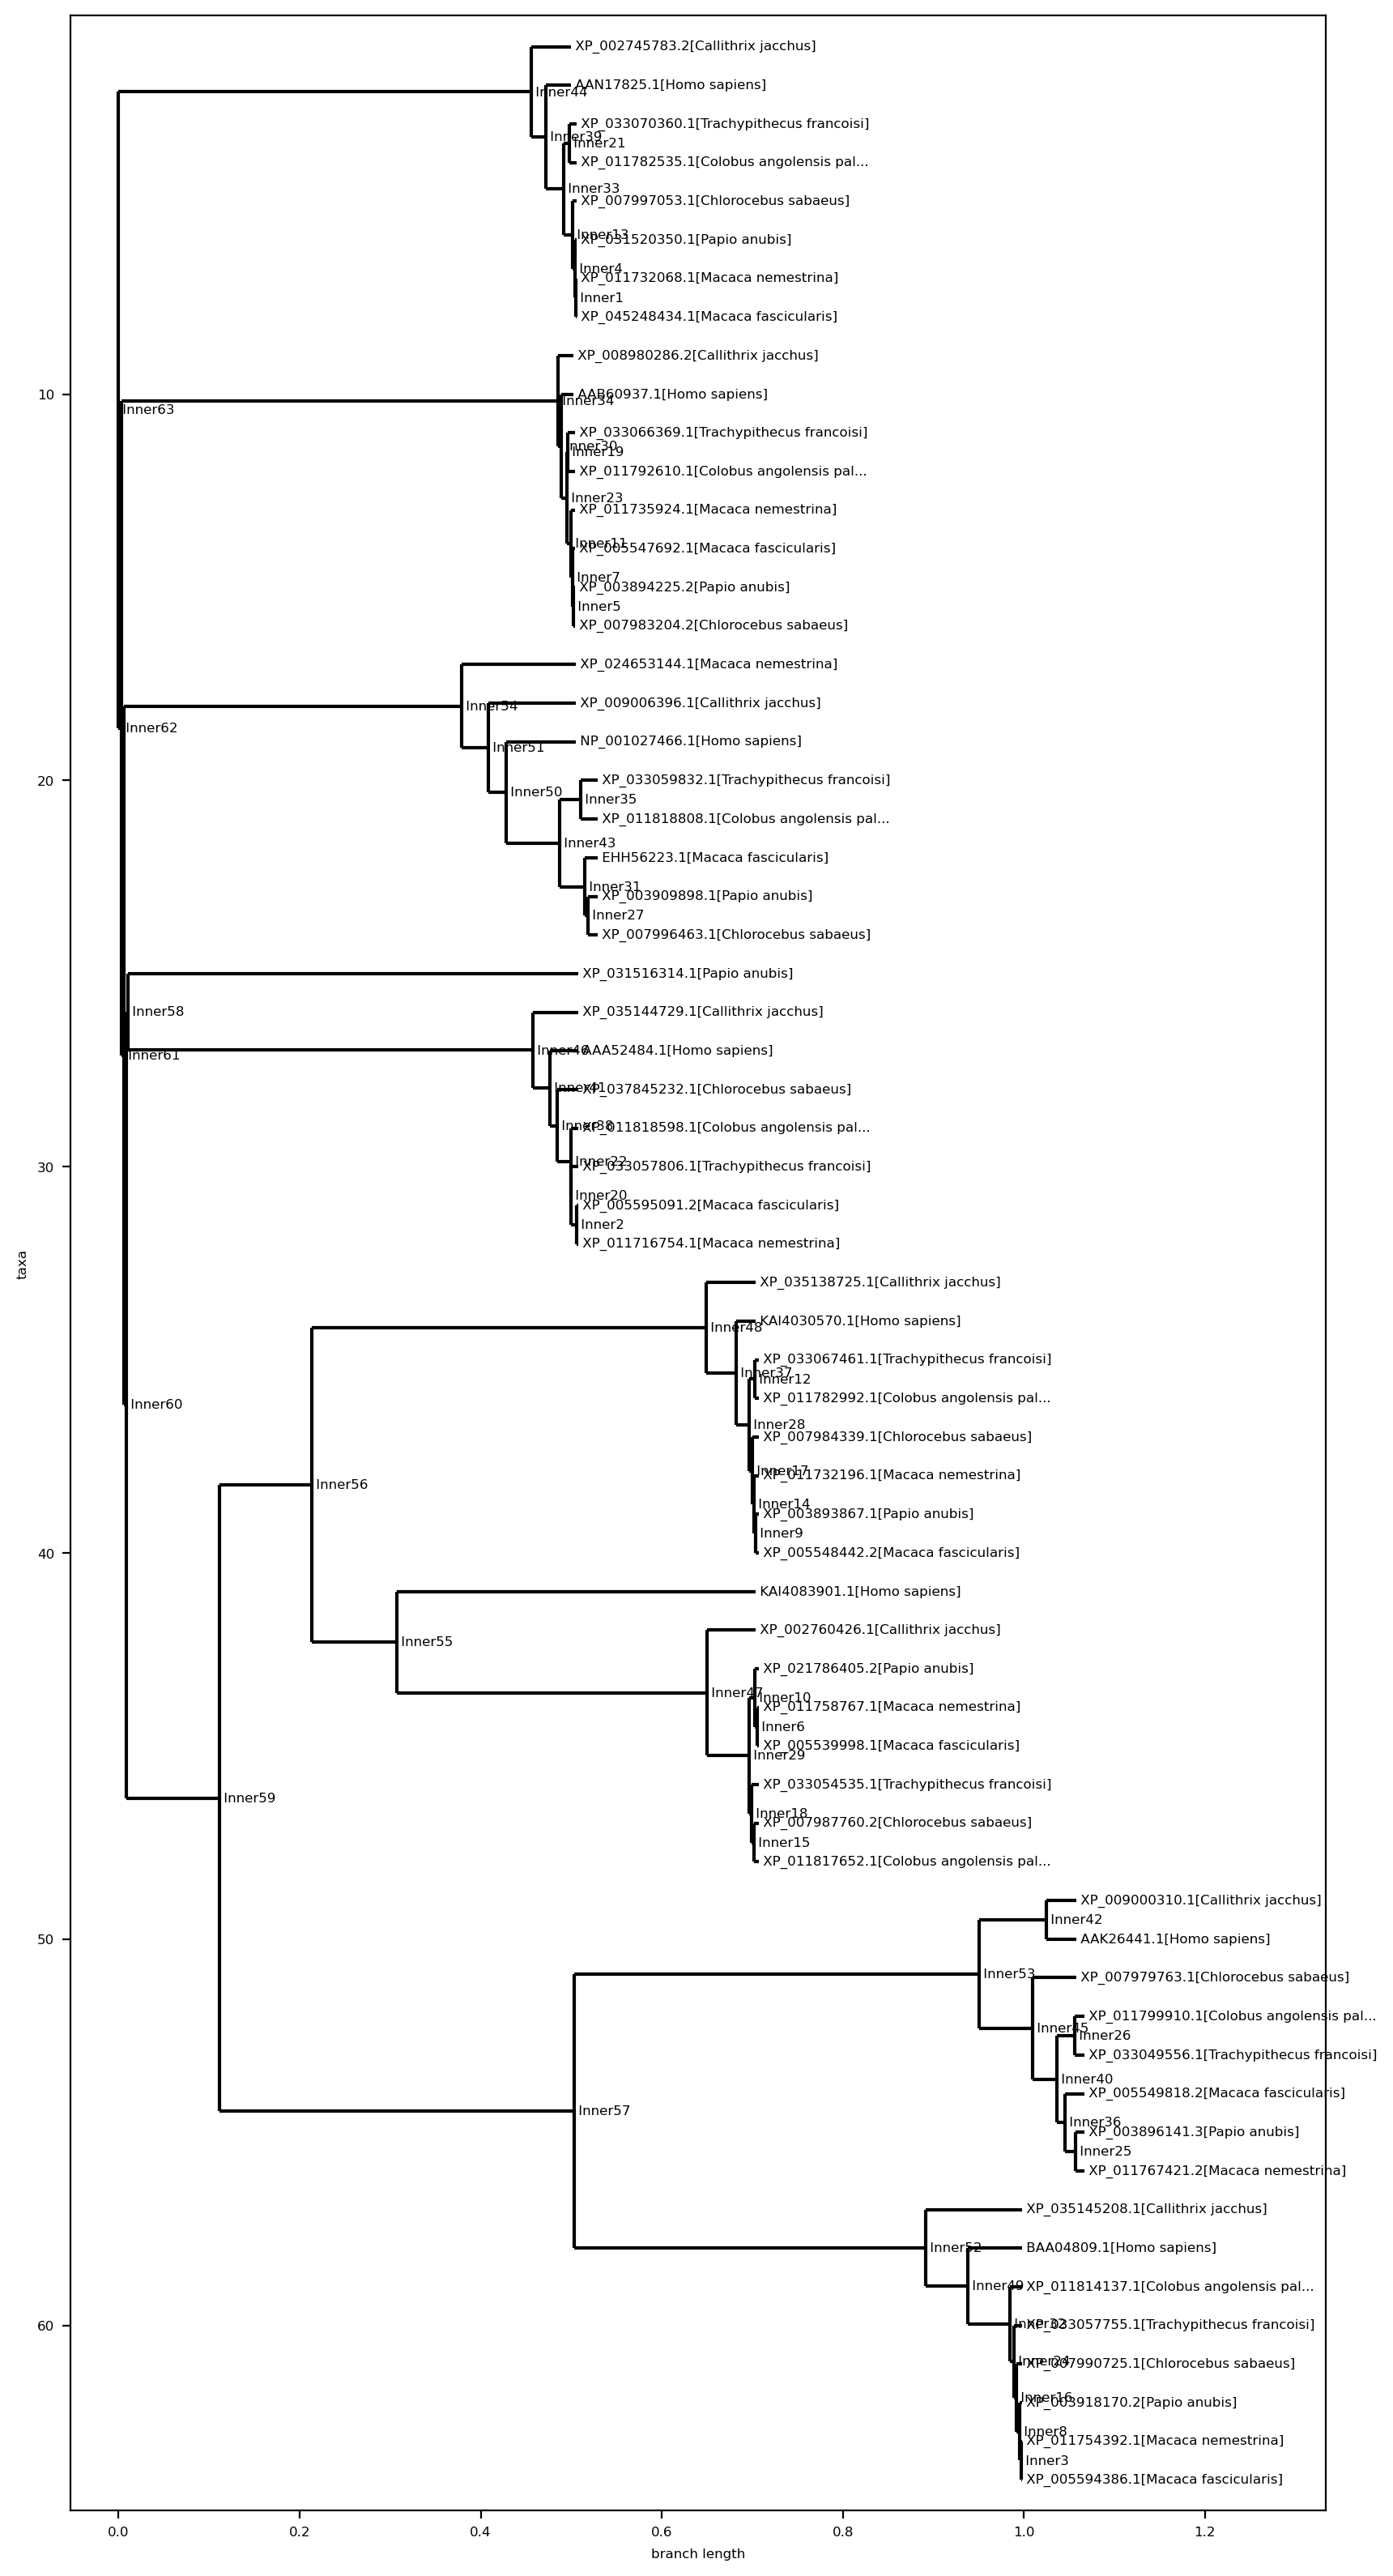 XP_002745783.2[Callithrix jacchus]
AAN17825.1[Homo sapiens]
Inner44
XP_033070360.1[Trachypithecus francoisi]
Inner39
Inner21
XP_011782535.1[Colobus angolensis pal...
Inner33
XP_007997053.1[Chlorocebus sabaeus]
Inner13
XP_031520350.1[Papio anubis]
Inner4
XP_011732068.1[Macaca nemestrina]
Inner1
XP_045248434.1[Macaca fascicularis]
XP_008980286.2[Callithrix jacchus]
10
AAB60937.1[Homo sapiens]
Inner34
Inner63
XP_033066369.1[Trachypithecus francoisi]
Inner30
Inner19
XP_011792610.1[Colobus angolensis pal...
Inner23
XP_011735924.1[Macaca nemestrina]
Inner11
XP_005547692.1[Macaca fascicularis]
Inner7
XP_003894225.2[Papio anubis]
Inner5
XP_007983204.2[Chlorocebus sabaeus]
XP_024653144.1[Macaca nemestrina]
XP_009006396.1[Callithrix jacchus]
Inner54
Inner62
NP_001027466.1[Homo sapiens]
Inner51
20
XP_033059832.1[Trachypithecus francoisi]
Inner50
Inner35
XP_011818808.1[Colobus angolensis pal...
Inner43
EHH56223.1[Macaca fascicularis]
Inner31
XP_003909898.1[Papio anubis]
Inner27
XP_007996463.1[Chlorocebus sabaeus]
XP_031516314.1[Papio anubis]
Inner58
XP_035144729.1[Callithrix jacchus]
Inner46
AAA52484.1[Homo sapiens]
Inner61
Inner41
XP_037845232.1[Chlorocebus sabaeus]
Inner38
XP_011818598.1[Colobus angolensis pal...
Inner22
30
XP_033057806.1[Trachypithecus francoisi]
Inner20
XP_005595091.2[Macaca fascicularis]
Inner2
XP_011716754.1[Macaca nemestrina]
taxa
XP_035138725.1[Callithrix jacchus]
KAI4030570.1[Homo sapiens]
Inner48
XP_033067461.1[Trachypithecus francoisi]
Inner37
Inner12
XP_011782992.1[Colobus angolensis pal...
Inner60
Inner28
XP_007984339.1[Chlorocebus sabaeus]
Inner17
XP_011732196.1[Macaca nemestrina]
Inner56
Inner14
XP_003893867.1[Papio anubis]
Inner9
40
XP_005548442.2[Macaca fascicularis]
KAI4083901.1[Homo sapiens]
XP_002760426.1[Callithrix jacchus]
Inner55
XP_021786405.2[Papio anubis]
Inner47
Inner10
XP_011758767.1[Macaca nemestrina]
Inner6
XP_005539998.1[Macaca fascicularis]
Inner29
XP_033054535.1[Trachypithecus francoisi]
Inner59
Inner18
XP_007987760.2[Chlorocebus sabaeus]
Inner15
XP_011817652.1[Colobus angolensis pal...
XP_009000310.1[Callithrix jacchus]
Inner42
50
AAK26441.1[Homo sapiens]
Inner53
XP_007979763.1[Chlorocebus sabaeus]
XP_011799910.1[Colobus angolensis pal...
Inner45
Inner26
XP_033049556.1[Trachypithecus francoisi]
Inner40
XP_005549818.2[Macaca fascicularis]
Inner57
Inner36
XP_003896141.3[Papio anubis]
Inner25
XP_011767421.2[Macaca nemestrina]
XP_035145208.1[Callithrix jacchus]
Inner52
BAA04809.1[Homo sapiens]
Inner49
XP_011814137.1[Colobus angolensis pal...
Inner32
60
XP_033057755.1[Trachypithecus francoisi]
Inner24
XP_007990725.1[Chlorocebus sabaeus]
Inner16
XP_003918170.2[Papio anubis]
Inner8
XP_011754392.1[Macaca nemestrina]
Inner3
XP_005594386.1[Macaca fascicularis]
0.0 0.2 0.4 0.6 0.8 1.0 1.2
branch length